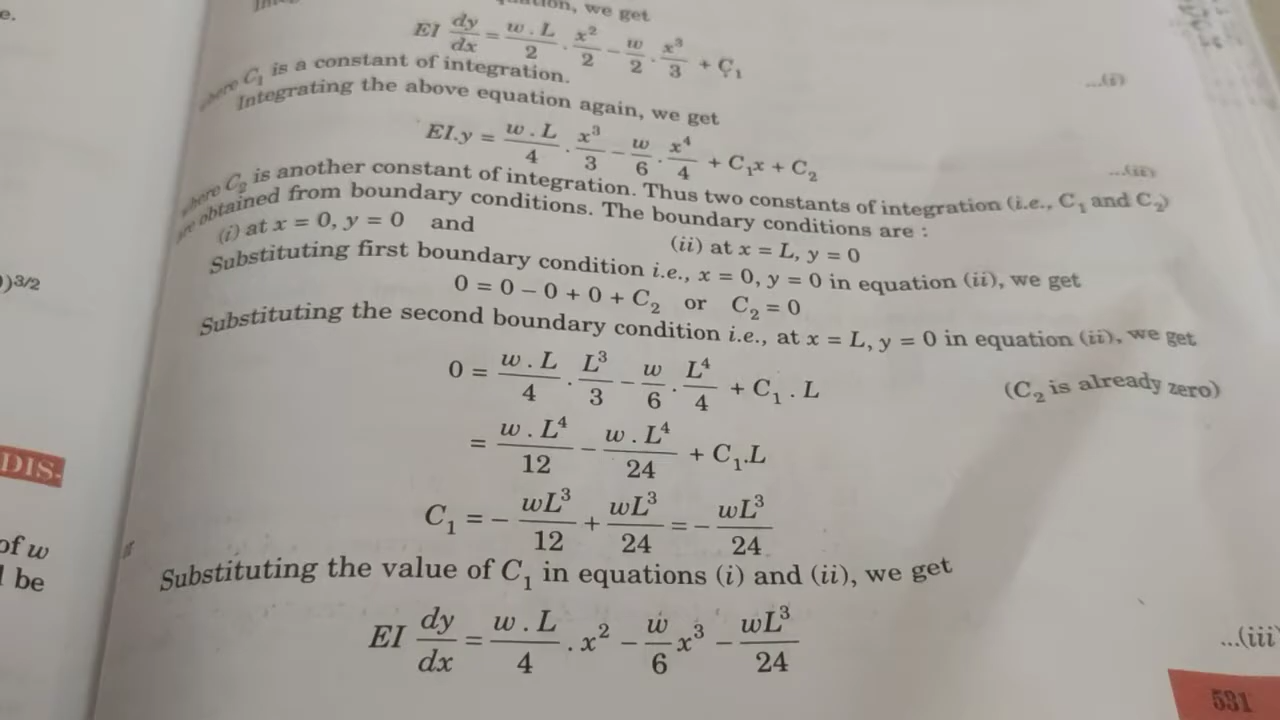 e.
)3/2
DIS-
of w
l be
, we get
EI dy/dx = w . L/2 . x²/2 − w/2 . x³/3 + C₁ ...(i)
where C₁ is a constant of integration.
Integrating the above equation again, we get
EI.y = w . L/4 . x³/3 − w/6 . x⁴/4 + C₁x + C₂ ...(ii)
where C₂ is another constant of integration. Thus two constants of integration (i.e., C₁ and C₂)
are obtained from boundary conditions. The boundary conditions are :
(i) at x = 0, y = 0 and (ii) at x = L, y = 0
Substituting first boundary condition i.e., x = 0, y = 0 in equation (ii), we get
0 = 0 − 0 + 0 + C₂ or C₂ = 0
Substituting the second boundary condition i.e., at x = L, y = 0 in equation (ii), we get
0 = w . L/4 . L³/3 − w/6 . L⁴/4 + C₁ . L (C₂ is already zero)
= w . L⁴/12 − w . L⁴/24 + C₁.L
C₁ = − wL³/12 + wL³/24 = − wL³/24
Substituting the value of C₁ in equations (i) and (ii), we get
EI dy/dx = w . L/4 . x² − w/6 x³ − wL³/24 ...(iii)
531